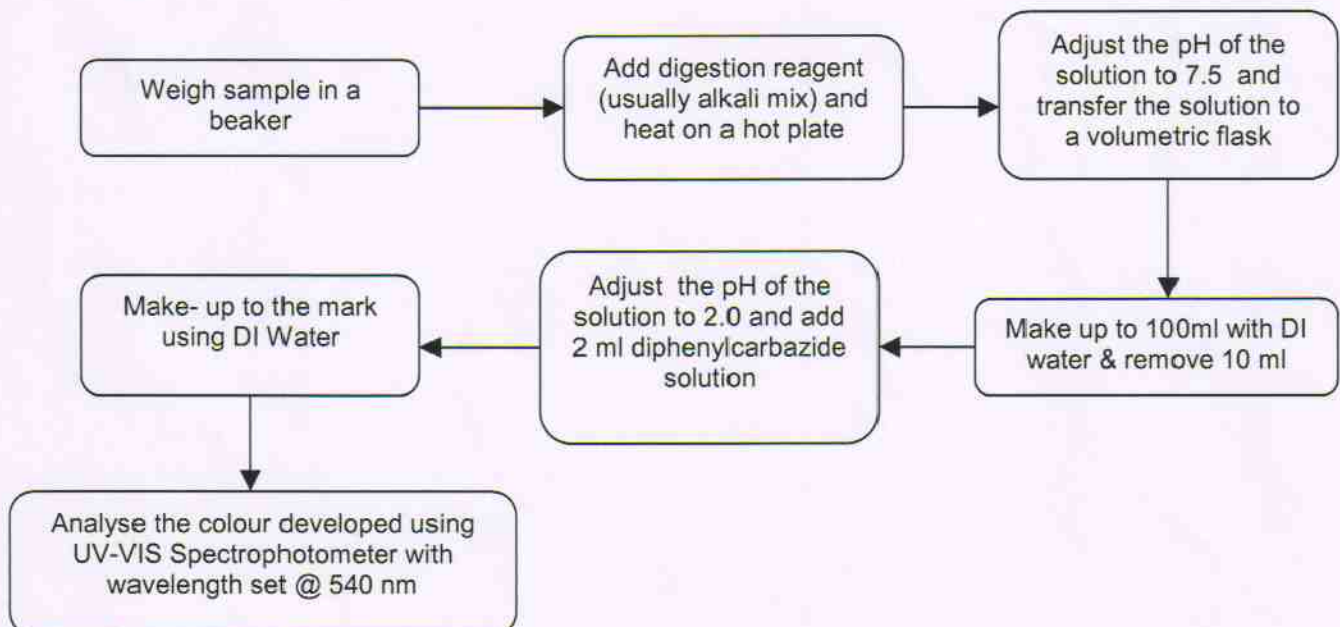 Weigh sample in a
beaker
Add digestion reagent
(usually alkali mix) and
heat on a hot plate
Adjust the pH of the
solution to 7.5 and
transfer the solution to
a volumetric flask
Make up to 100ml with DI
water & remove 10 ml
Adjust the pH of the
solution to 2.0 and add
2 ml diphenylcarbazide
solution
Make- up to the mark
using DI Water
Analyse the colour developed using
UV-VIS Spectrophotometer with
wavelength set @ 540 nm